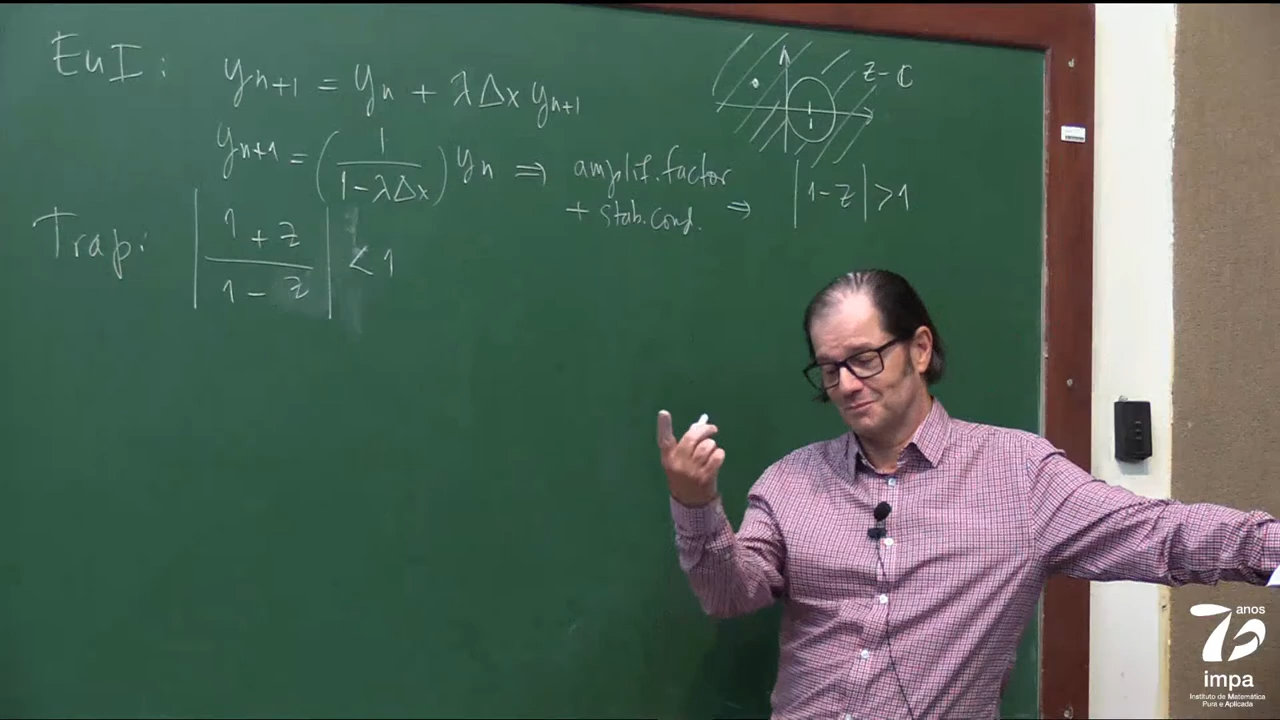 EuI: yₙ₊₁ = yₙ + λΔx yₙ₊₁
z-ℂ
1
yₙ₊₁ = (1/(1-λΔx)) yₙ ⇒ amplif. factor
+ stab. cond. ⇒ |1-z| > 1
Trap: |(1+z)/(1-z)| < 1
75 anos
impa
Instituto de Matemática
Pura e Aplicada